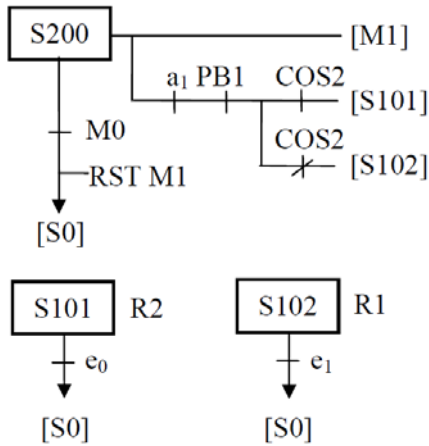 S200 [M1]
a₁ PB1 COS2 [S101]
M0 COS2 [S102]
RST M1
[S0]
S101 R2 S102 R1
e₀ e₁
[S0] [S0]